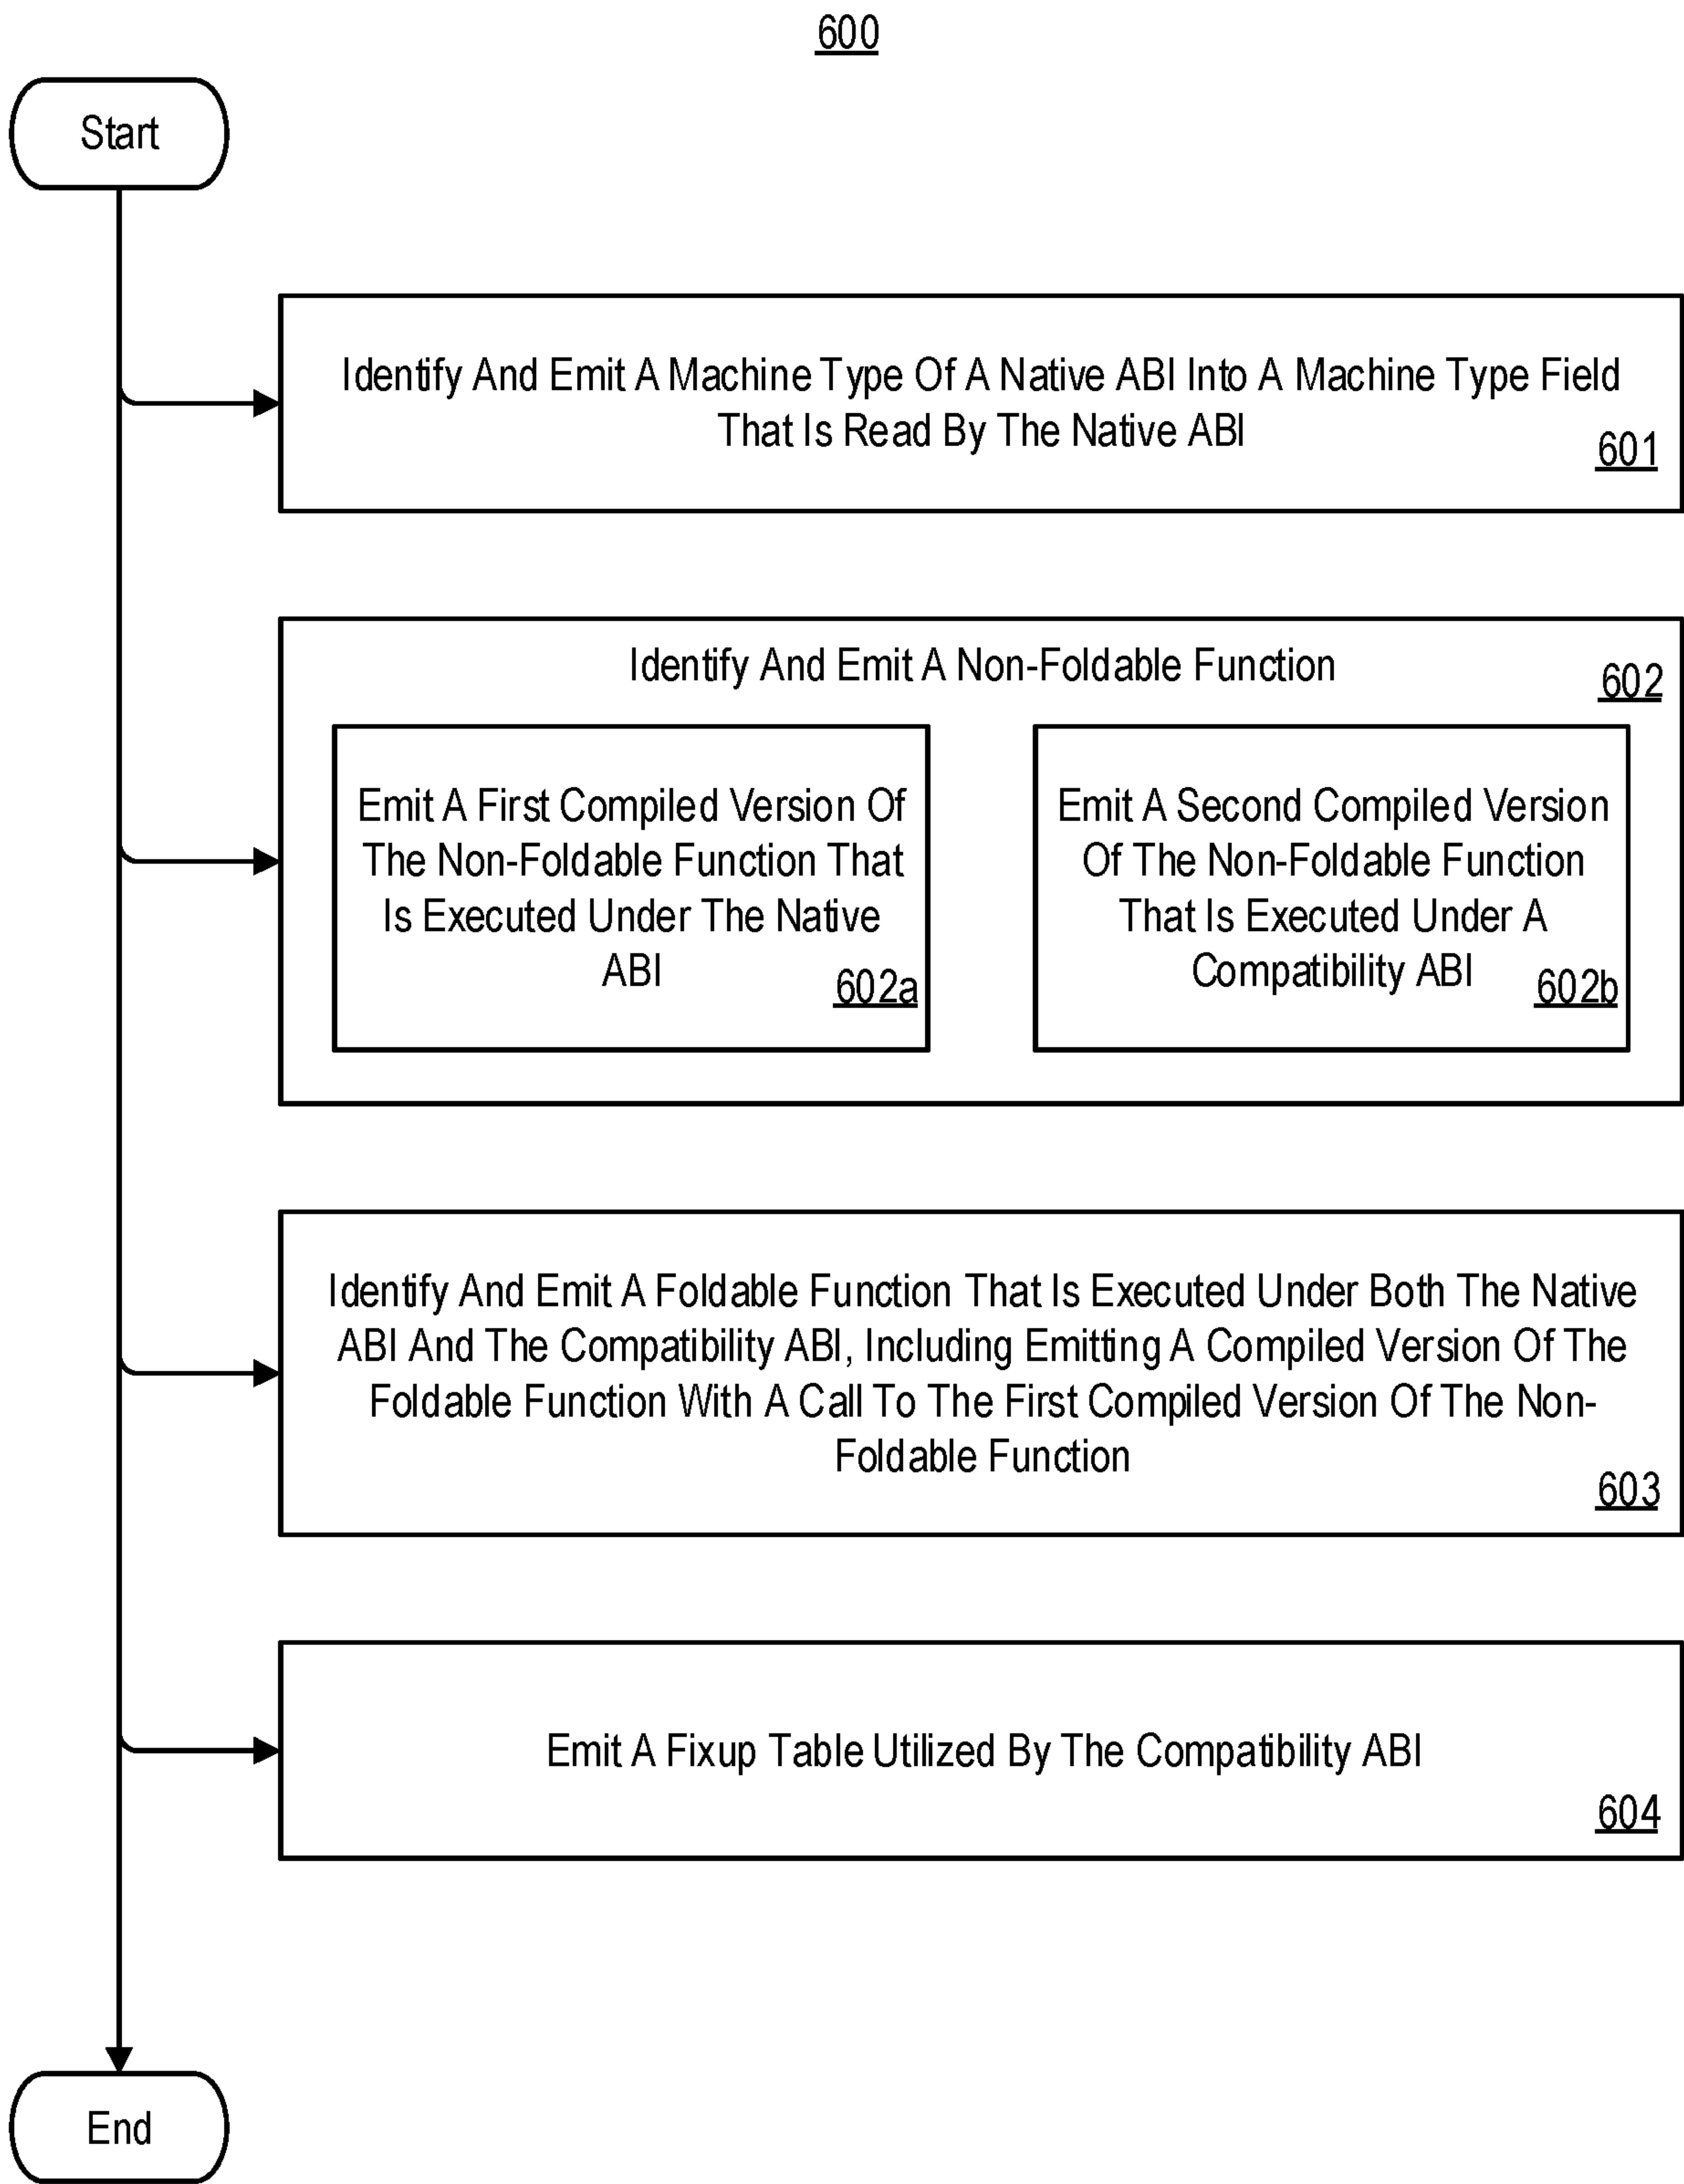 600
Start
Identify And Emit A Machine Type Of A Native ABI Into A Machine Type Field
That Is Read By The Native ABI
601
Identify And Emit A Non-Foldable Function
602
Emit A First Compiled Version Of
The Non-Foldable Function That
Is Executed Under The Native
ABI
602a
Emit A Second Compiled Version
Of The Non-Foldable Function
That Is Executed Under A
Compatibility ABI
602b
Identify And Emit A Foldable Function That Is Executed Under Both The Native
ABI And The Compatibility ABI, Including Emitting A Compiled Version Of The
Foldable Function With A Call To The First Compiled Version Of The Non-
Foldable Function
603
Emit A Fixup Table Utilized By The Compatibility ABI
604
End